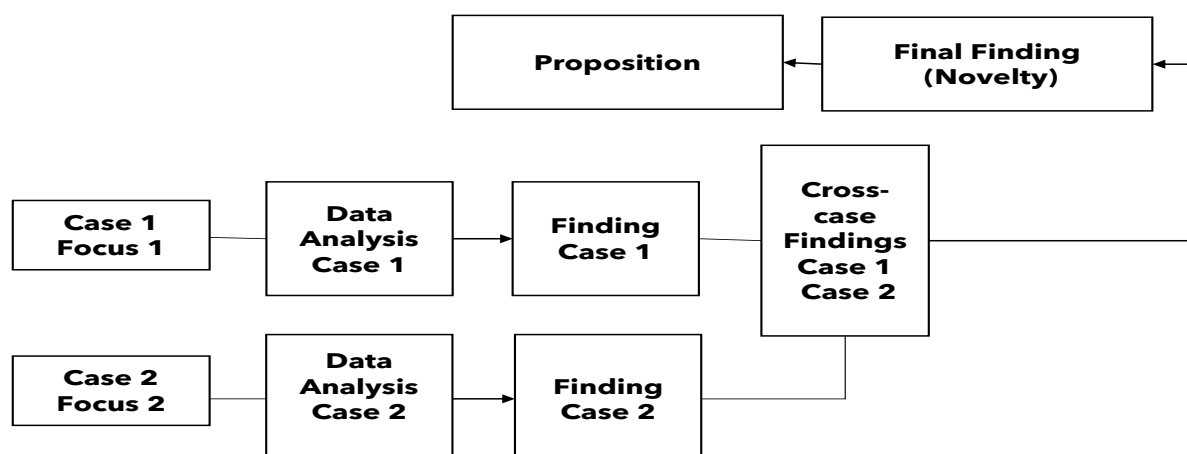 Proposition
Final Finding
(Novelty)
Case 1
Focus 1
Data
Analysis
Case 1
Finding
Case 1
Cross-
case
Findings
Case 1
Case 2
Case 2
Focus 2
Data
Analysis
Case 2
Finding
Case 2